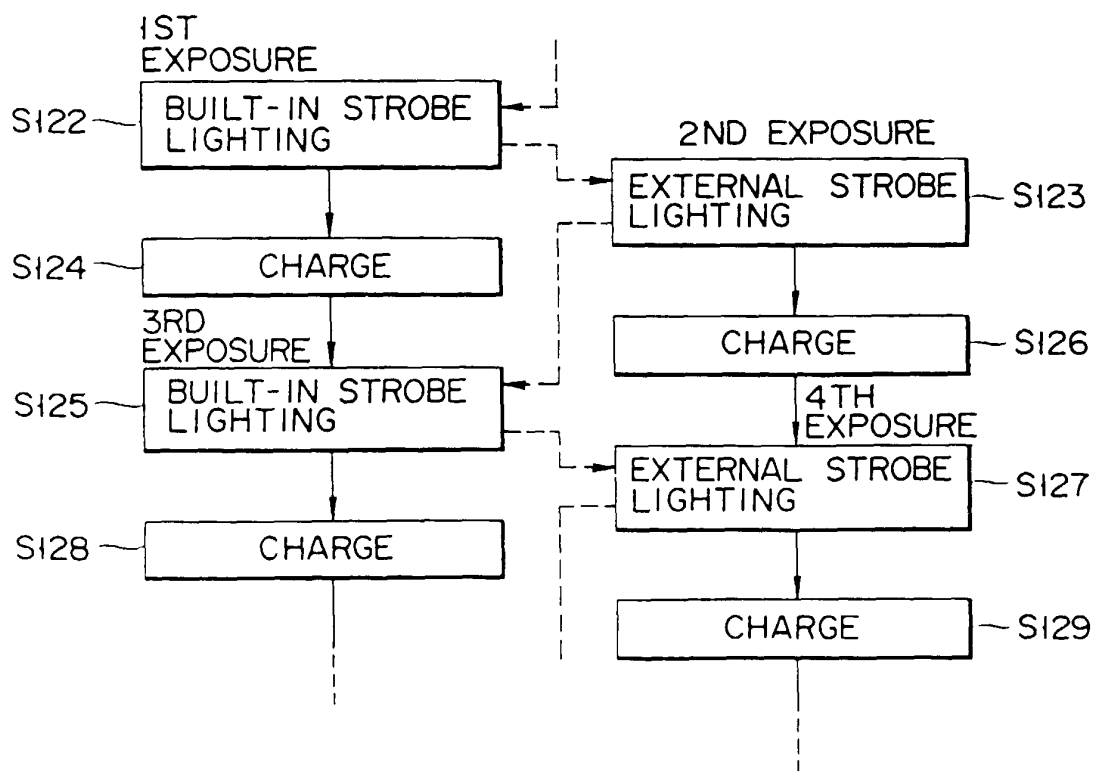 1ST
EXPOSURE
S122
BUILT-IN STROBE
LIGHTING
2ND EXPOSURE
EXTERNAL STROBE
LIGHTING
S123
S124
CHARGE
3RD
EXPOSURE
CHARGE
S126
S125
BUILT-IN STROBE
LIGHTING
4TH
EXPOSURE
EXTERNAL STROBE
LIGHTING
S127
S128
CHARGE
CHARGE
S129